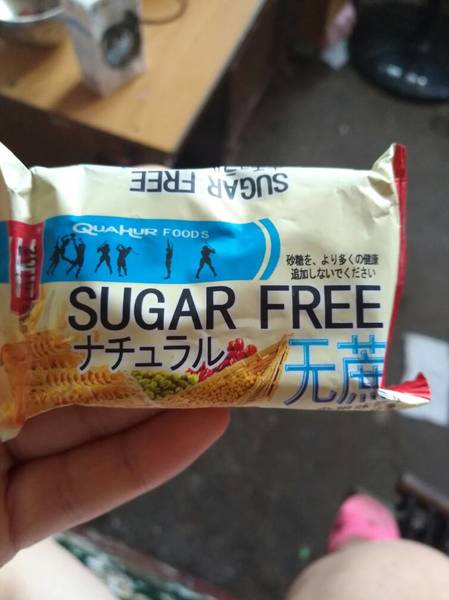 SUGAR FREE
QUAHUR FOODS
砂糖を、より多くの健康
追加しないでください
SUGAR FREE
ナチュラル
无蔗